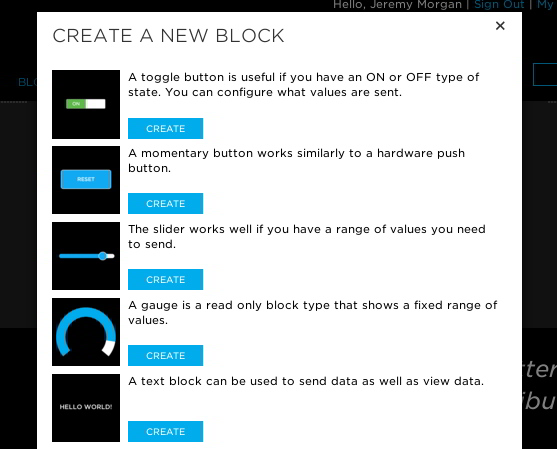 Hello, Jeremy Morgan | Sign Out | My
CREATE A NEW BLOCK
×
BLO
ON
A toggle button is useful if you have an ON or OFF type of
state. You can configure what values are sent.
CREATE
RESET
A momentary button works similarly to a hardware push
button.
CREATE
The slider works well if you have a range of values you need
to send.
CREATE
A gauge is a read only block type that shows a fixed range of
values.
CREATE
tter
ibu
HELLO WORLD!
A text block can be used to send data as well as view data.
CREATE